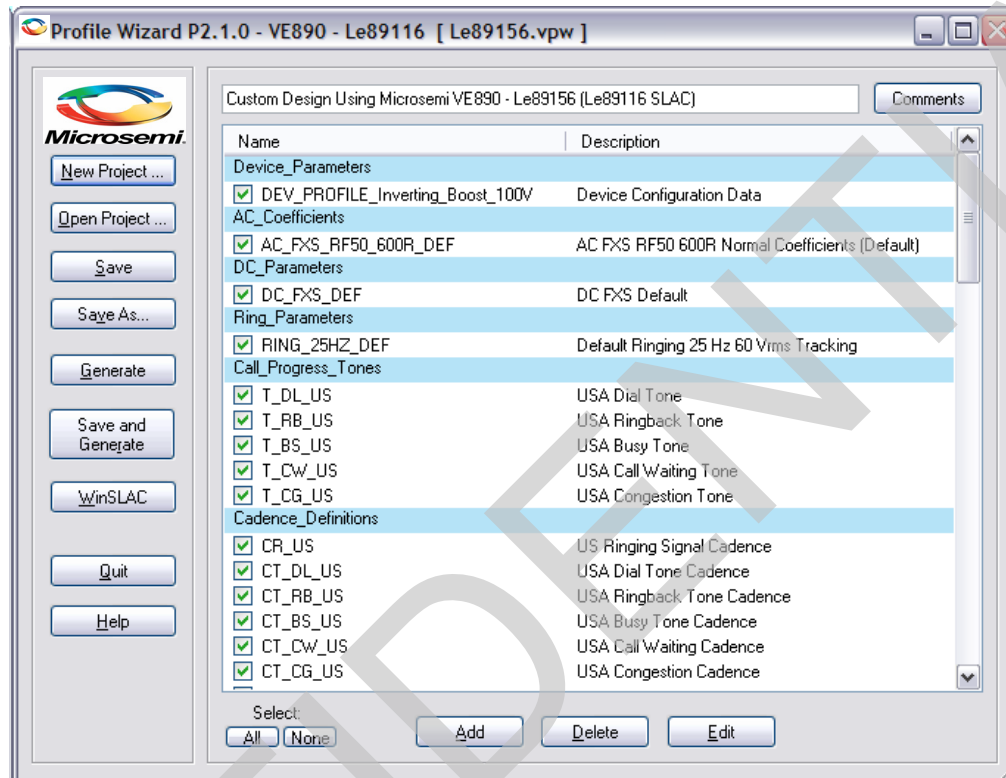 Profile Wizard P2.1.0 - VE890 - Le89116 [ Le89156.vpw ]
Microsemi.
New Project ...
Open Project ...
Save
Save As...
Generate
Save and
Generate
WinSLAC
Quit
Help
Custom Design Using Microsemi VE890 - Le89156 (Le89116 SLAC)
Comments
Name Description
Device_Parameters
DEV_PROFILE_Inverting_Boost_100V Device Configuration Data
AC_Coefficients
AC_FXS_RF50_600R_DEF AC FXS RF50 600R Normal Coefficients (Default)
DC_Parameters
DC_FXS_DEF DC FXS Default
Ring_Parameters
RING_25HZ_DEF Default Ringing 25 Hz 60 Vrms Tracking
Call_Progress_Tones
T_DL_US USA Dial Tone
T_RB_US USA Ringback Tone
T_BS_US USA Busy Tone
T_CW_US USA Call Waiting Tone
T_CG_US USA Congestion Tone
Cadence_Definitions
CR_US US Ringing Signal Cadence
CT_DL_US USA Dial Tone Cadence
CT_RB_US USA Ringback Tone Cadence
CT_BS_US USA Busy Tone Cadence
CT_CW_US USA Call Waiting Cadence
CT_CG_US USA Congestion Cadence
Select:
All None
Add Delete Edit